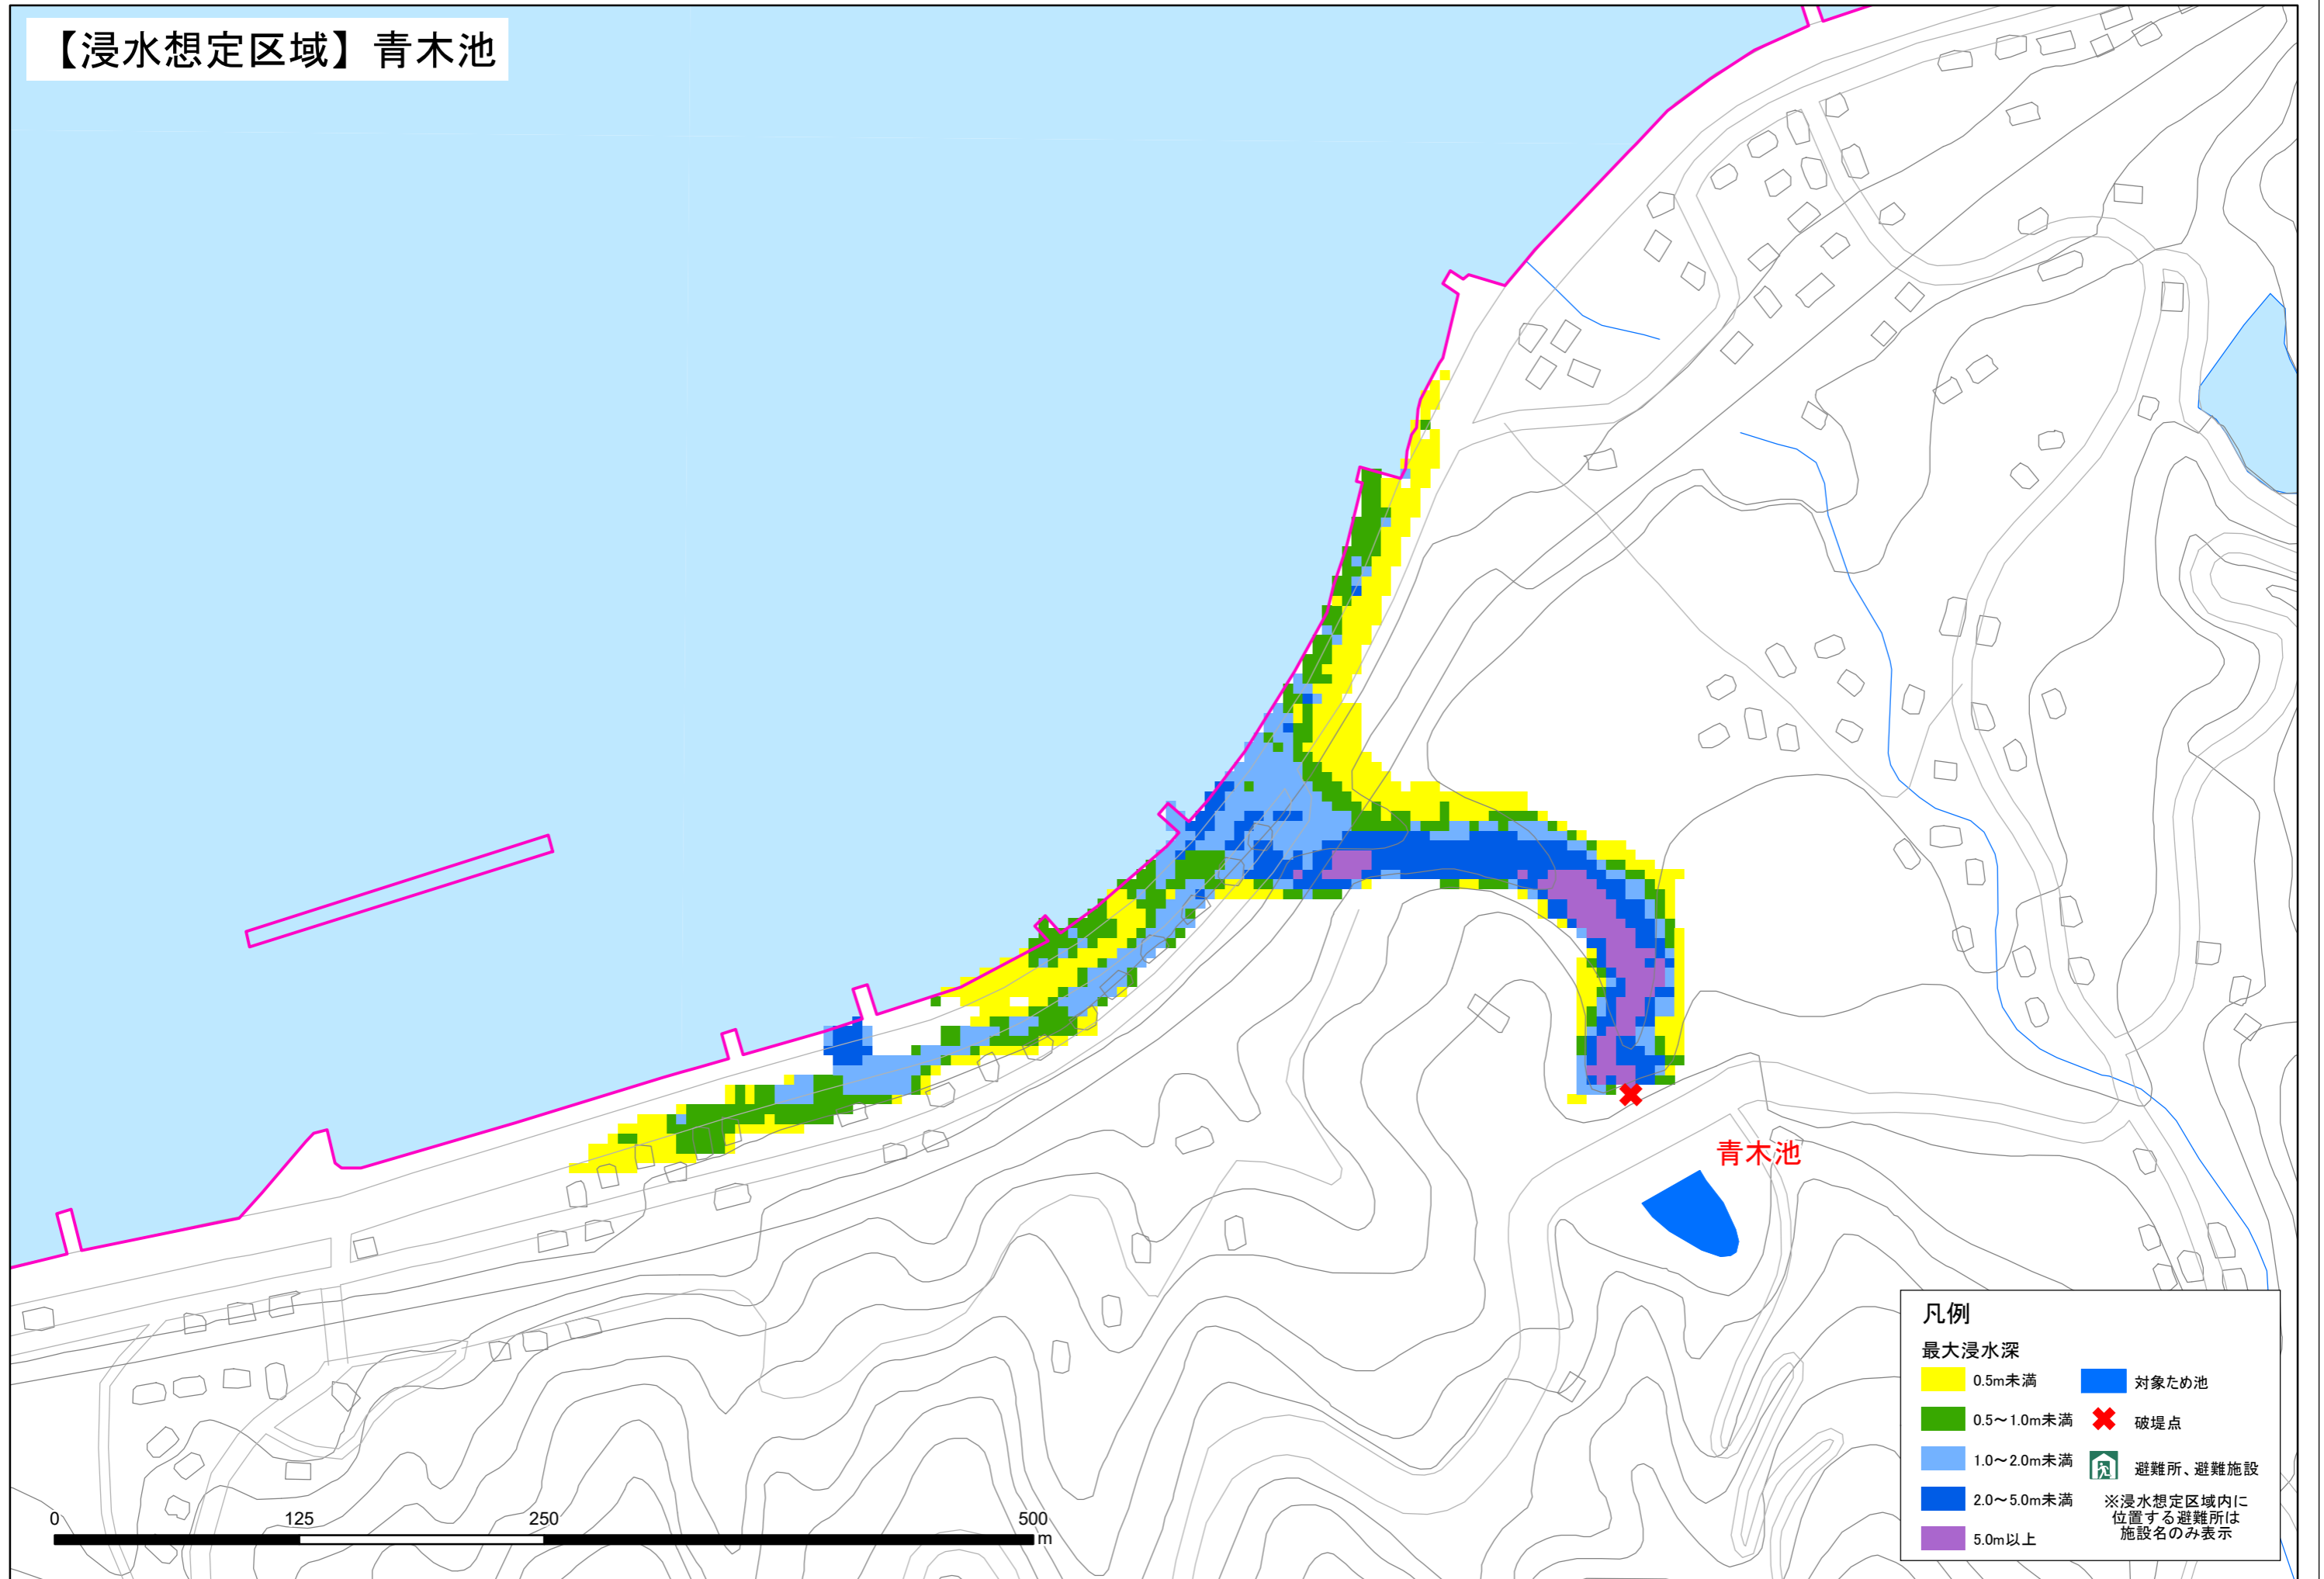 【浸水想定区域】青木池
青木池
凡例
最大浸水深
0.5m未満
対象ため池
0.5～1.0m未満
破堤点
1.0～2.0m未満
避難所、避難施設
2.0～5.0m未満
※浸水想定区域内に
位置する避難所は
施設名のみ表示
5.0m以上
0 125 250 500
m